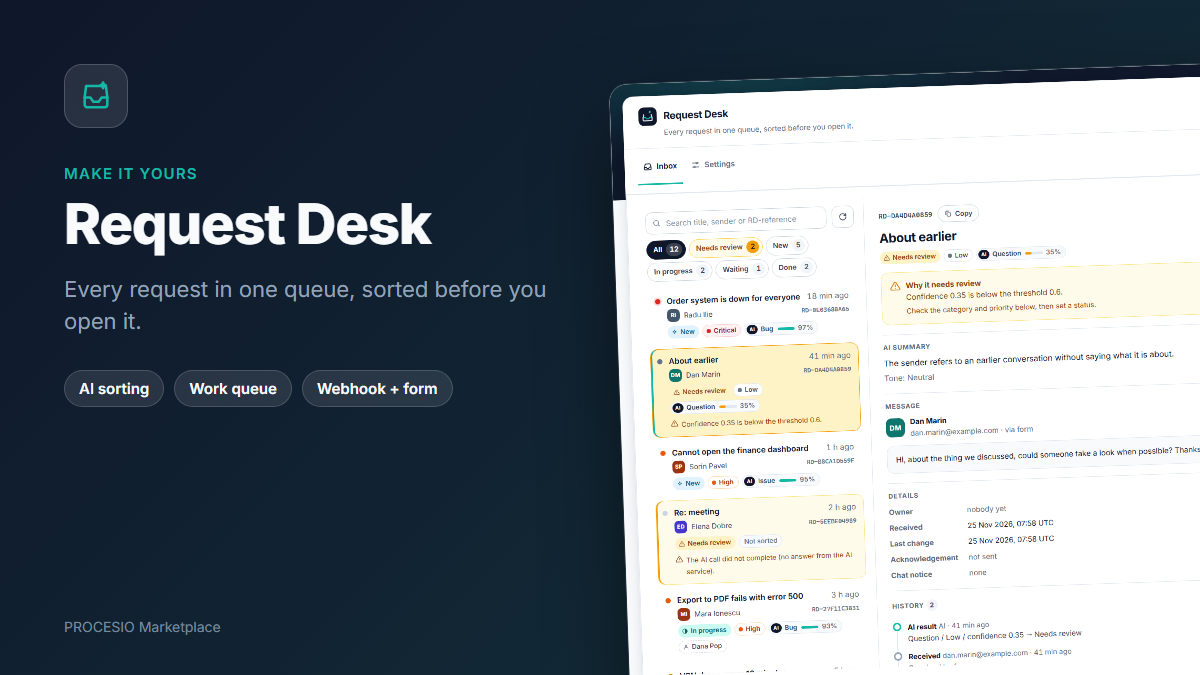 MAKE IT YOURS
Request Desk
Every request in one queue, sorted before you
open it.
AI sorting
Work queue
Webhook + form
PROCESIO Marketplace
Request Desk
Every request in one queue, sorted before you open it.
Inbox
Settings
Search title, sender or RD-reference
All 12
Needs review 2
New 5
In progress 2
Waiting 1
Done 2
Order system is down for everyone 18 min ago
RI Radu Ilie
New Critical AI Bug 97%
About earlier 41 min ago
DM Dan Marin RD-0A4D4A0859
Needs review Low
AI Question 35%
Confidence 0.35 is below the threshold 0.6.
Cannot open the finance dashboard 1 h ago
SP Sorin Pavel
New High AI Issue 95%
Re: meeting 2 h ago
ED Elena Dobre
Needs review Not sorted
The AI call did not complete (no answer from the AI
service).
Export to PDF fails with error 500 3 h ago
MI Mara Ionescu RD-27F11C3831
In progress High AI Bug 93%
Dana Pop
RD-0A4D4A0859 Copy
About earlier
Needs review Low AI Question 35%
Why it needs review
Confidence 0.35 is below the threshold 0.6.
Check the category and priority below, then set a status.
AI SUMMARY
The sender refers to an earlier conversation without saying what it is about.
Tone: Neutral
MESSAGE
DM Dan Marin
dan.marin@example.com · via form
Hi, about the thing we discussed, could someone take a look when possible? Thanks
DETAILS
Owner nobody yet
Received 25 Nov 2026, 07:58 UTC
Last change 25 Nov 2026, 07:58 UTC
Acknowledgement not sent
Chat notice none
HISTORY 2
AI result AI · 41 min ago
Question / Low / confidence 0.35 → Needs review
Received dan.marin@example.com · 41 min ago